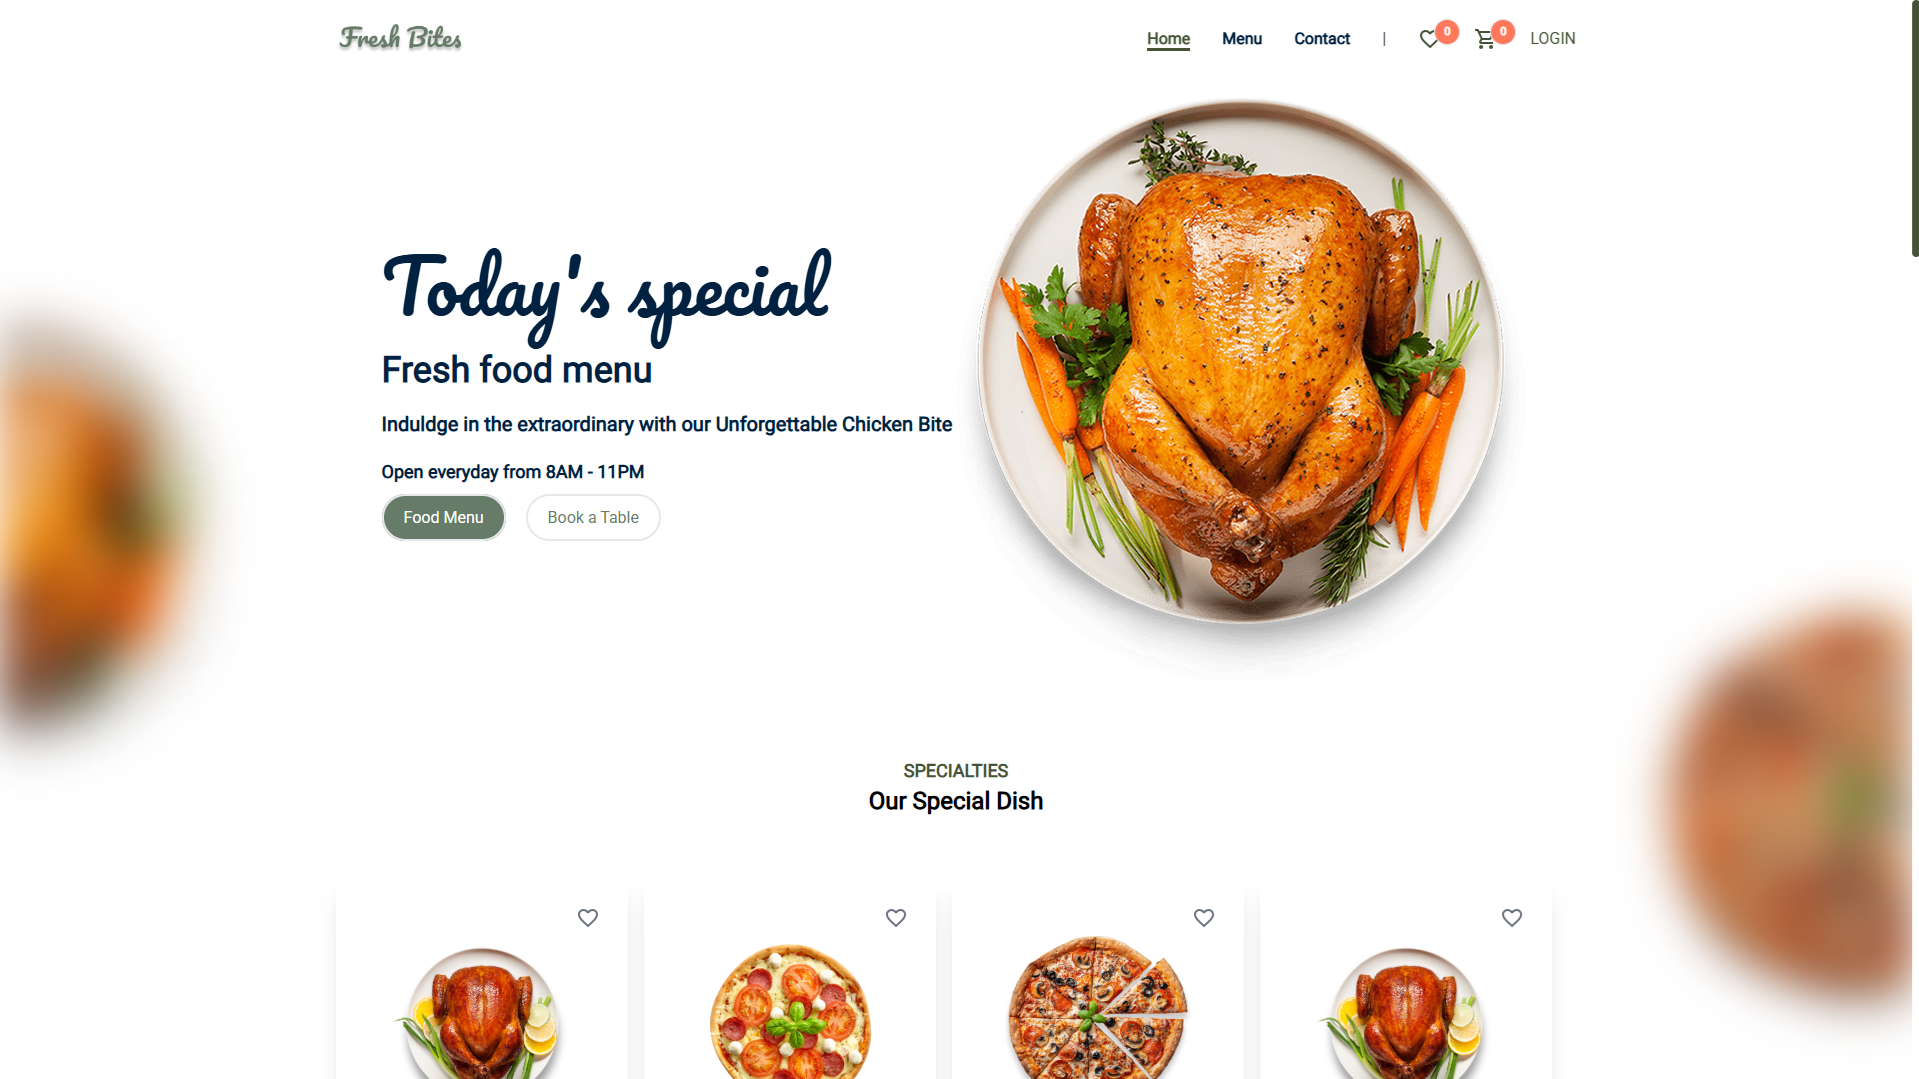 Fresh Bites
Home Menu Contact | 0 0 LOGIN
Today's special
Fresh food menu
Induldge in the extraordinary with our Unforgettable Chicken Bite
Open everyday from 8AM - 11PM
Food Menu Book a Table
SPECIALTIES
Our Special Dish